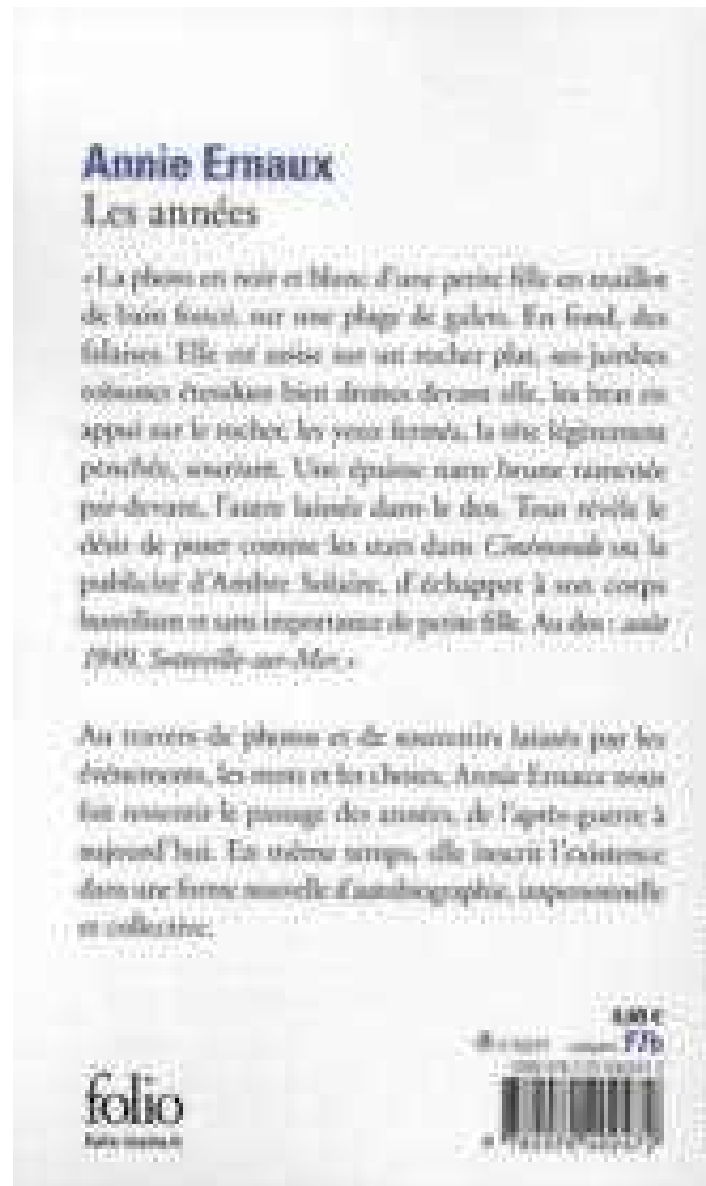 Annie Ernaux
Les années
« La photo en noir et blanc d'une petite fille en maillot
de bain foncé, sur une plage de galets. En fond, des
falaises. Elle est assise sur un rocher plat, ses jambes
robustes étendues bien droites devant elle, les bras en
appui sur le rocher, les yeux fermés, la tête légèrement
penchée, souriant. Une épaisse natte brune ramenée
par-devant, l'autre laissée dans le dos. Tout révèle le
désir de poser comme les stars dans Cinémonde ou la
publicité d'Ambre Solaire, d'échapper à son corps
humiliant et sans importance de petite fille. Au dos : août
1949, Sotteville-sur-Mer. »
Au travers de photos et de souvenirs laissés par les
événements, les mots et les choses, Annie Ernaux nous
fait ressentir le passage des années, de l'après-guerre à
aujourd'hui. En même temps, elle inscrit l'existence
dans une forme nouvelle d'autobiographie, impersonnelle
et collective.
F7b
folio